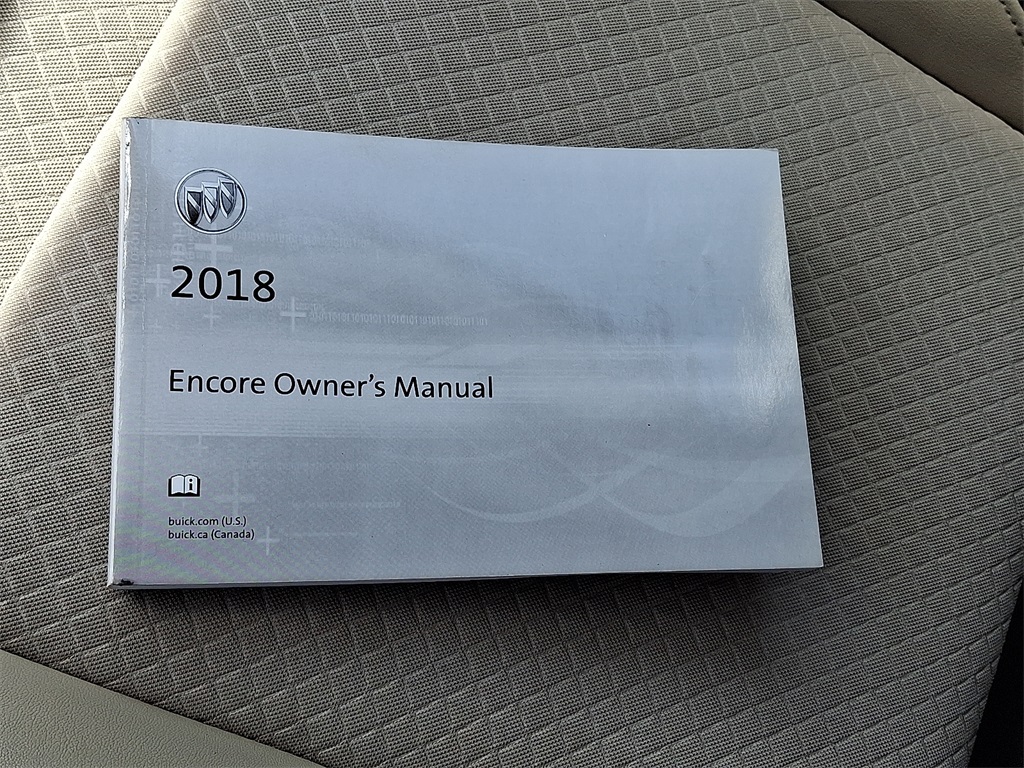 2018
Encore Owner's Manual
buick.com (U.S.)
buick.ca (Canada)